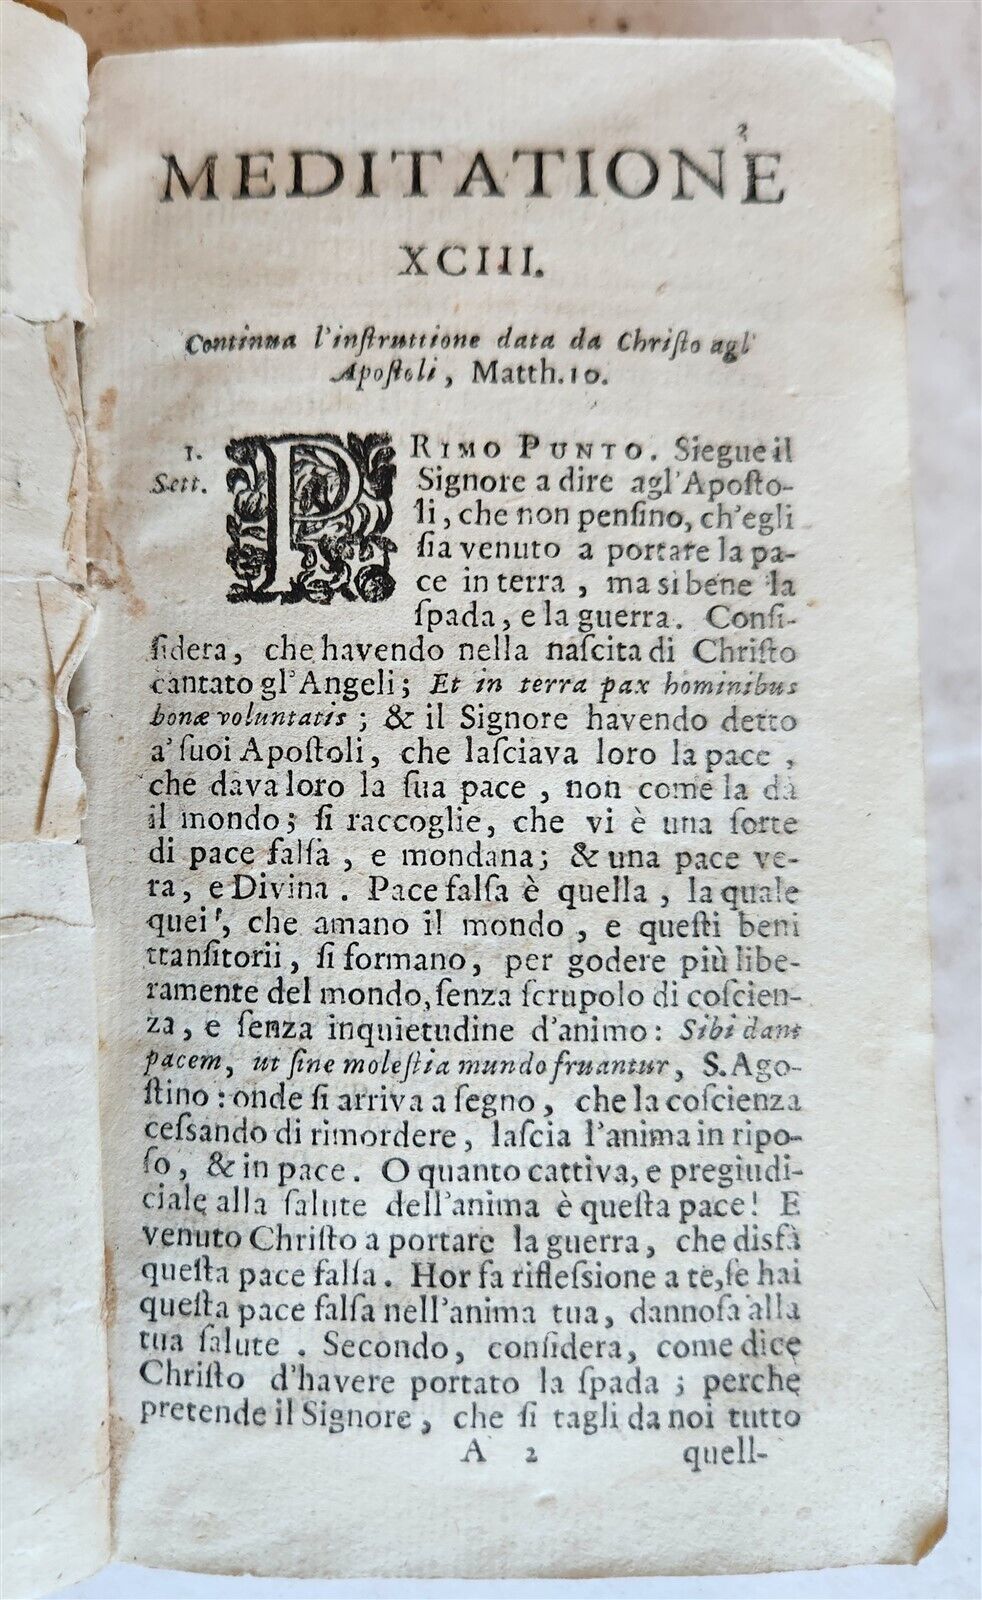 3
MEDITATIONE
XCIII.
Continua l'inſtruttione data da Chriſto agl'
Apoſtoli, Matth. 10.
1.
Sett.
PRIMO PUNTO. Siegue il
Signore a dire agl'Apoſto-
li, che non penſino, ch'egli
ſia venuto a portare la pa-
ce in terra, ma sì bene la
ſpada, e la guerra. Conſi-
ſidera, che havendo nella naſcita di Chriſto
cantato gl'Angeli; Et in terra pax hominibus
bonæ voluntatis; & il Signore havendo detto
a' ſuoi Apoſtoli, che laſciava loro la pace,
che dava loro la ſua pace, non come la dà
il mondo; ſi raccoglie, che vi è una ſorte
di pace falſa, e mondana; & una pace ve-
ra, e Divina. Pace falſa è quella, la quale
quei, che amano il mondo, e queſti beni
tranſitorii, ſi formano, per godere più libe-
ramente del mondo, ſenza ſcrupolo di coſcien-
za, e ſenza inquietudine d'animo: Sibi dant
pacem, ut ſine moleſtia mundo fruantur, S. Ago-
ſtino: onde ſi arriva a ſegno, che la coſcienza
ceſsando di rimordere, laſcia l'anima in ripo-
ſo, & in pace. O quanto cattiva, e pregiudi-
ciale alla ſalute dell'anima è queſta pace! E
venuto Chriſto a portare la guerra, che disfà
queſta pace falſa. Hor fa rifleſsione a te, ſe hai
queſta pace falſa nell'anima tua, dannoſa alla
tua ſalute. Secondo, conſidera, come dice
Chriſto d'havere portato la ſpada; perche
pretende il Signore, che ſi tagli da noi tutto
A 2 quell-